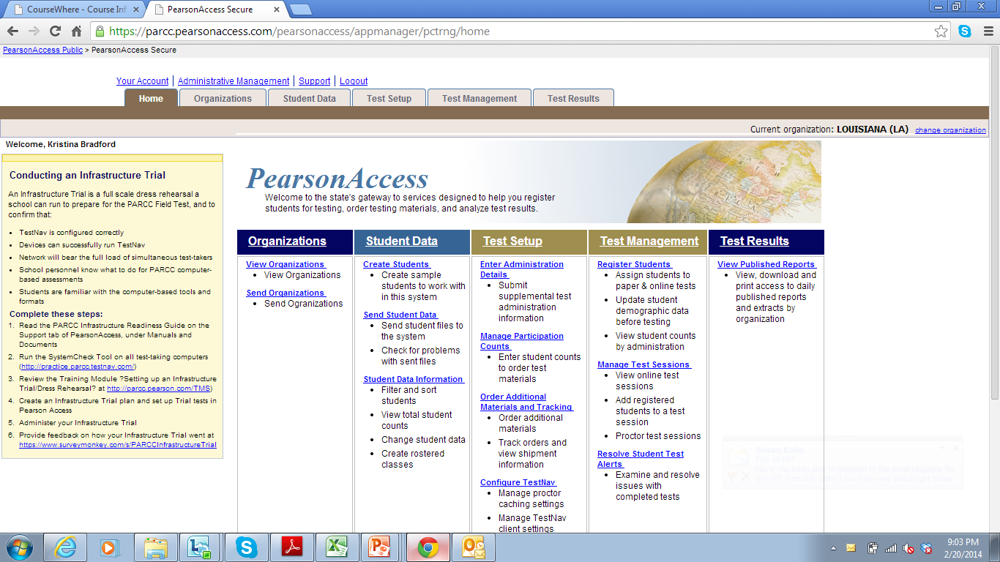 CourseWhere - Course Inf
PearsonAccess Secure
https://parcc.pearsonaccess.com/pearsonaccess/appmanager/pctrng/home
PearsonAccess Public > PearsonAccess Secure
Your Account | Administrative Management | Support | Logout
Home Organizations Student Data Test Setup Test Management Test Results
Current organization: LOUISIANA (LA) change organization
Welcome, Kristina Bradford
Conducting an Infrastructure Trial
An Infrastructure Trial is a full scale dress rehearsal a
school can run to prepare for the PARCC Field Test, and to
confirm that:
• TestNav is configured correctly
• Devices can successfully run TestNav
• Network will bear the full load of simultaneous test-takers
• School personnel know what to do for PARCC computer-
based assessments
• Students are familiar with the computer-based tools and
formats
Complete these steps:
1. Read the PARCC Infrastructure Readiness Guide on the
Support tab of PearsonAccess, under Manuals and
Documents
2. Run the SystemCheck Tool on all test-taking computers
(http://practice.parcc.testnav.com/)
3. Review the Training Module ?Setting up an Infrastructure
Trial/Dress Rehearsal? at http://parcc.pearson.com/TMS)
4. Create an Infrastructure Trial plan and set up Trial tests in
Pearson Access
5. Administer your Infrastructure Trial
6. Provide feedback on how your Infrastructure Trial went at
https://www.surveymonkey.com/s/PARCCInfrastructureTrial
PearsonAccess
Welcome to the state's gateway to services designed to help you register
students for testing, order testing materials, and analyze test results.
Organizations
View Organizations
• View Organizations
Send Organizations
• Send Ogranizations
Student Data
Create Students
• Create sample
students to work with
in this system
Send Student Data
• Send student files to
the system
• Check for problems
with sent files
Student Data Information
• Filter and sort
students
• View total student
counts
• Change student data
• Create rostered
classes
Test Setup
Enter Administration
Details
• Submit
supplemental test
administration
information
Manage Participation
Counts
• Enter student counts
to order test
materials
Order Additional
Materials and Tracking
• Order additional
materials
• Track orders and
view shipment
information
Configure TestNav
• Manage proctor
caching settings
• Manage TestNav
client settings
Test Management
Register Students
• Assign students to
paper & online tests
• Update student
demographic data
before testing
• View student counts
by administration
Manage Test Sessions
• View online test
sessions
• Add registered
students to a test
session
• Proctor test sessions
Resolve Student Test
Alerts
• Examine and resolve
issues with
completed tests
Test Results
View Published Reports
• View, download and
print access to daily
published reports
and extracts by
organization
9:03 PM
2/20/2014